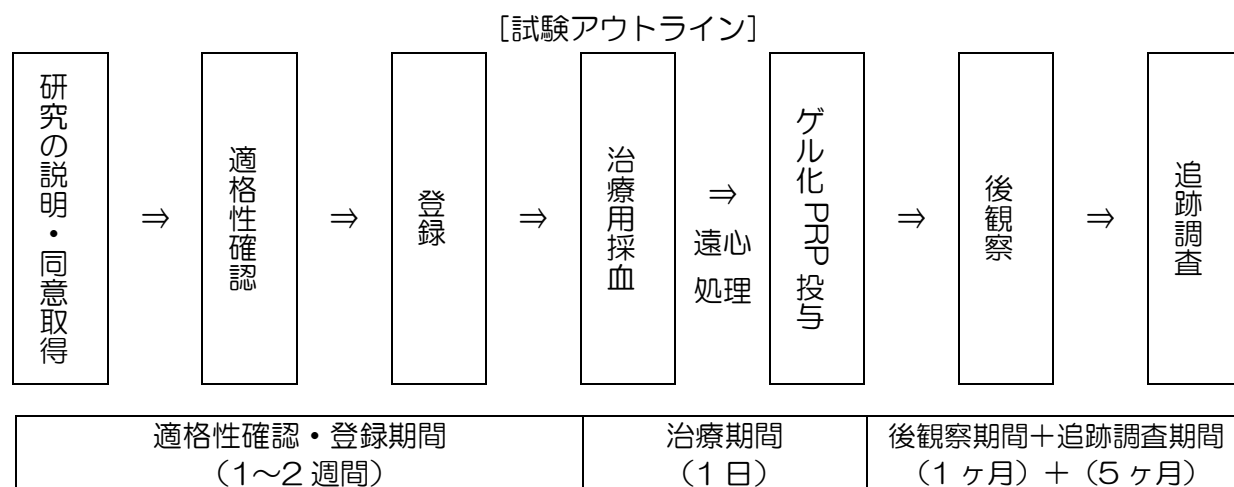 [試験アウトライン]
研究の説明・同意取得
⇒
適格性確認
⇒
登録
⇒
治療用採血
⇒
遠心
処理
ゲル化 PRP 投与
⇒
後観察
⇒
追跡調査
適格性確認・登録期間
（1～2 週間）
治療期間
（1 日）
後観察期間＋追跡調査期間
（1 ヶ月）＋（5 ヶ月）